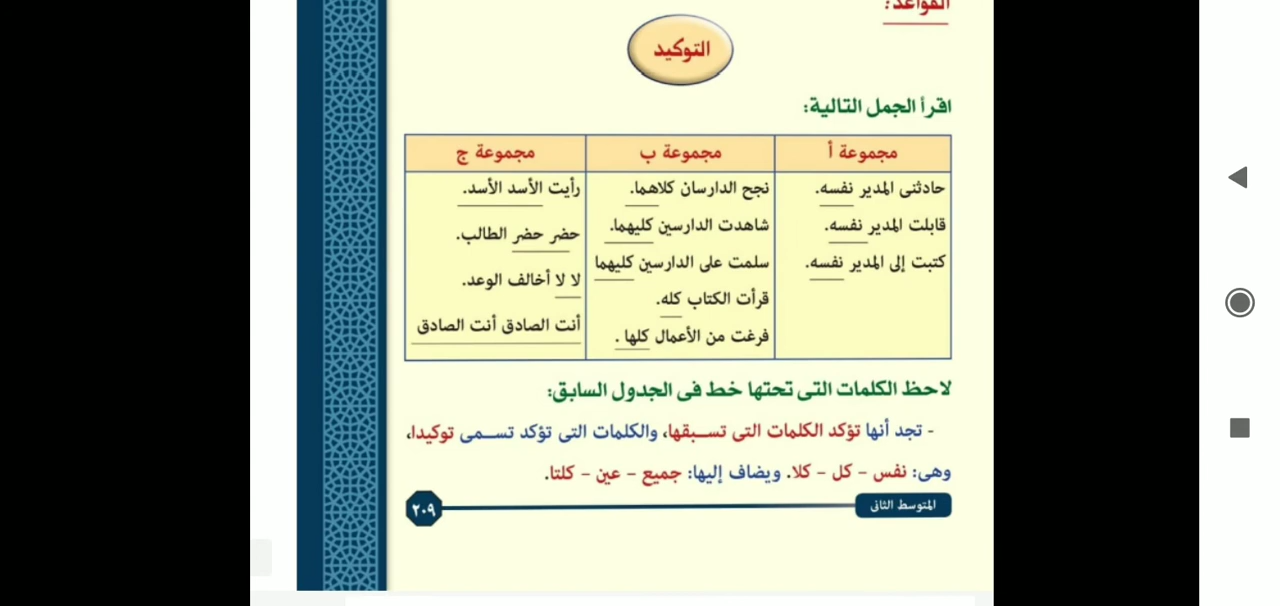 القواعد:
التوكيد
اقرأ الجمل التالية:
مجموعة أ
حادثنى المدير نفسه.
قابلت المدير نفسه.
كتبت إلى المدير نفسه.
مجموعة ب
نجح الدارسان كلاهما.
شاهدت الدارسين كليهما.
سلمت على الدارسين كليهما
قرأت الكتاب كله.
فرغت من الأعمال كلها .
مجموعة ج
رأيت الأسد الأسد.
حضر حضر الطالب.
لا لا أخالف الوعد.
أنت الصادق أنت الصادق
لاحظ الكلمات التى تحتها خط فى الجدول السابق:
- تجد أنها تؤكد الكلمات التى تسـبقها، والكلمات التى تؤكد تسـمى توكيدا،
وهى: نفس - كل - كلا. ويضاف إليها: جميع - عين - كلتا.
المتوسط الثانى
٢٠٩